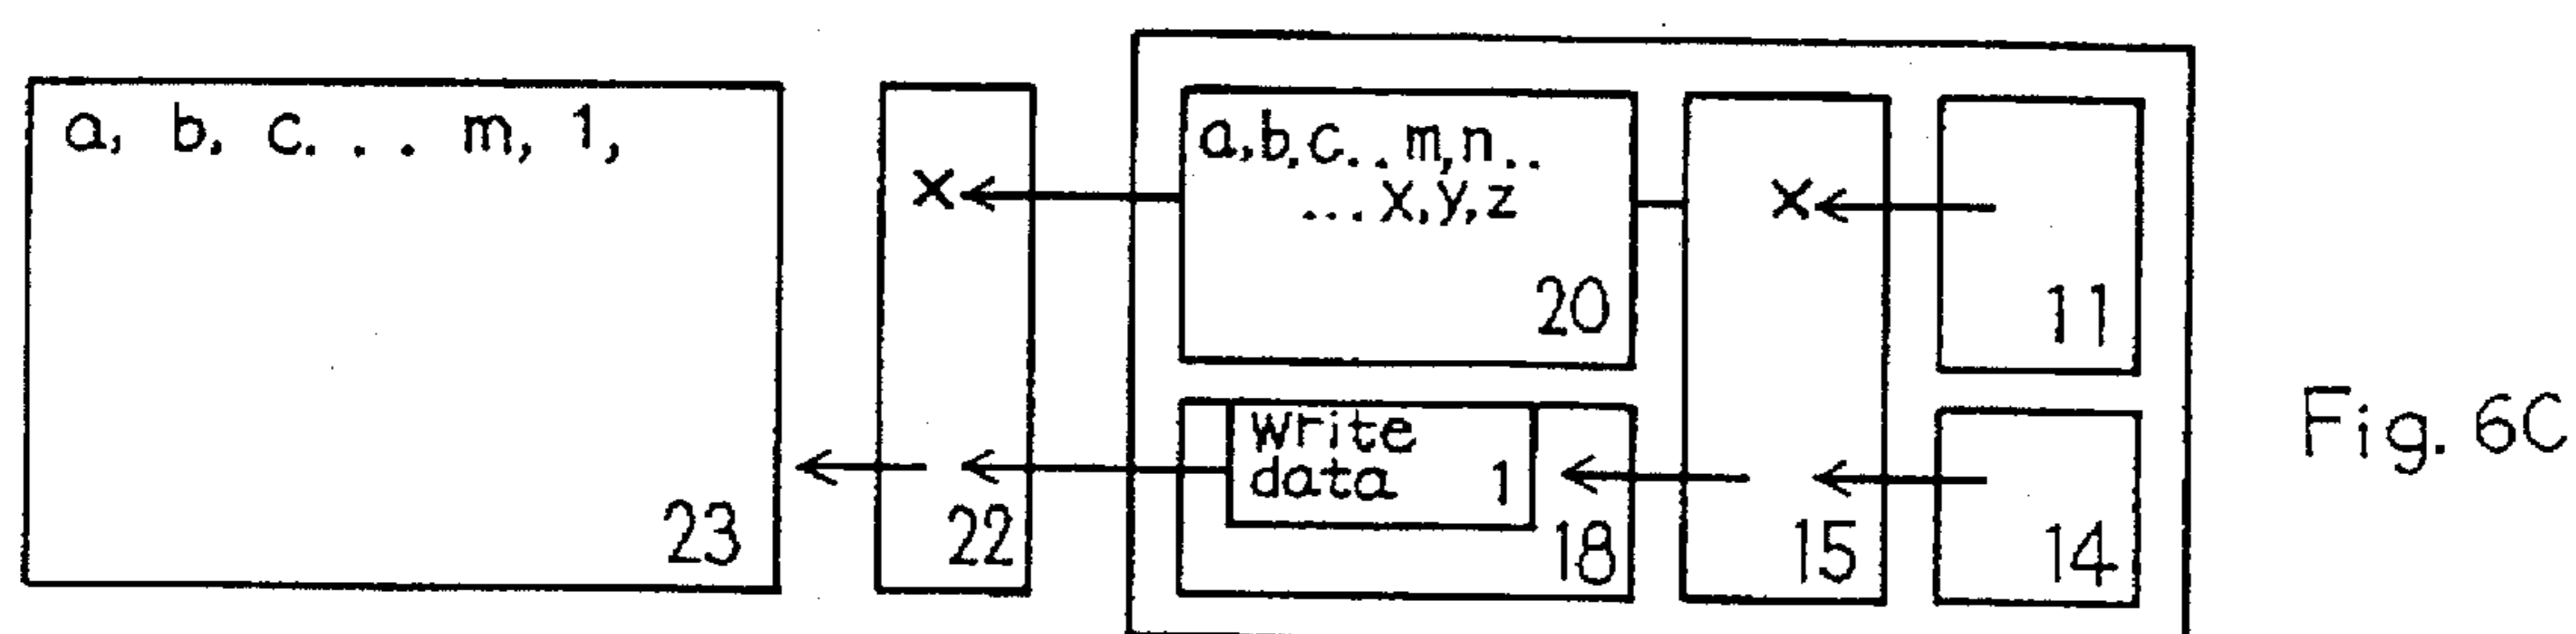 a, b, c. . . m, 1,
x
a,b,c..m,n..
...x,y,z
x
20
11
write
data 1
23
22
18
15
14
Fig. 6C